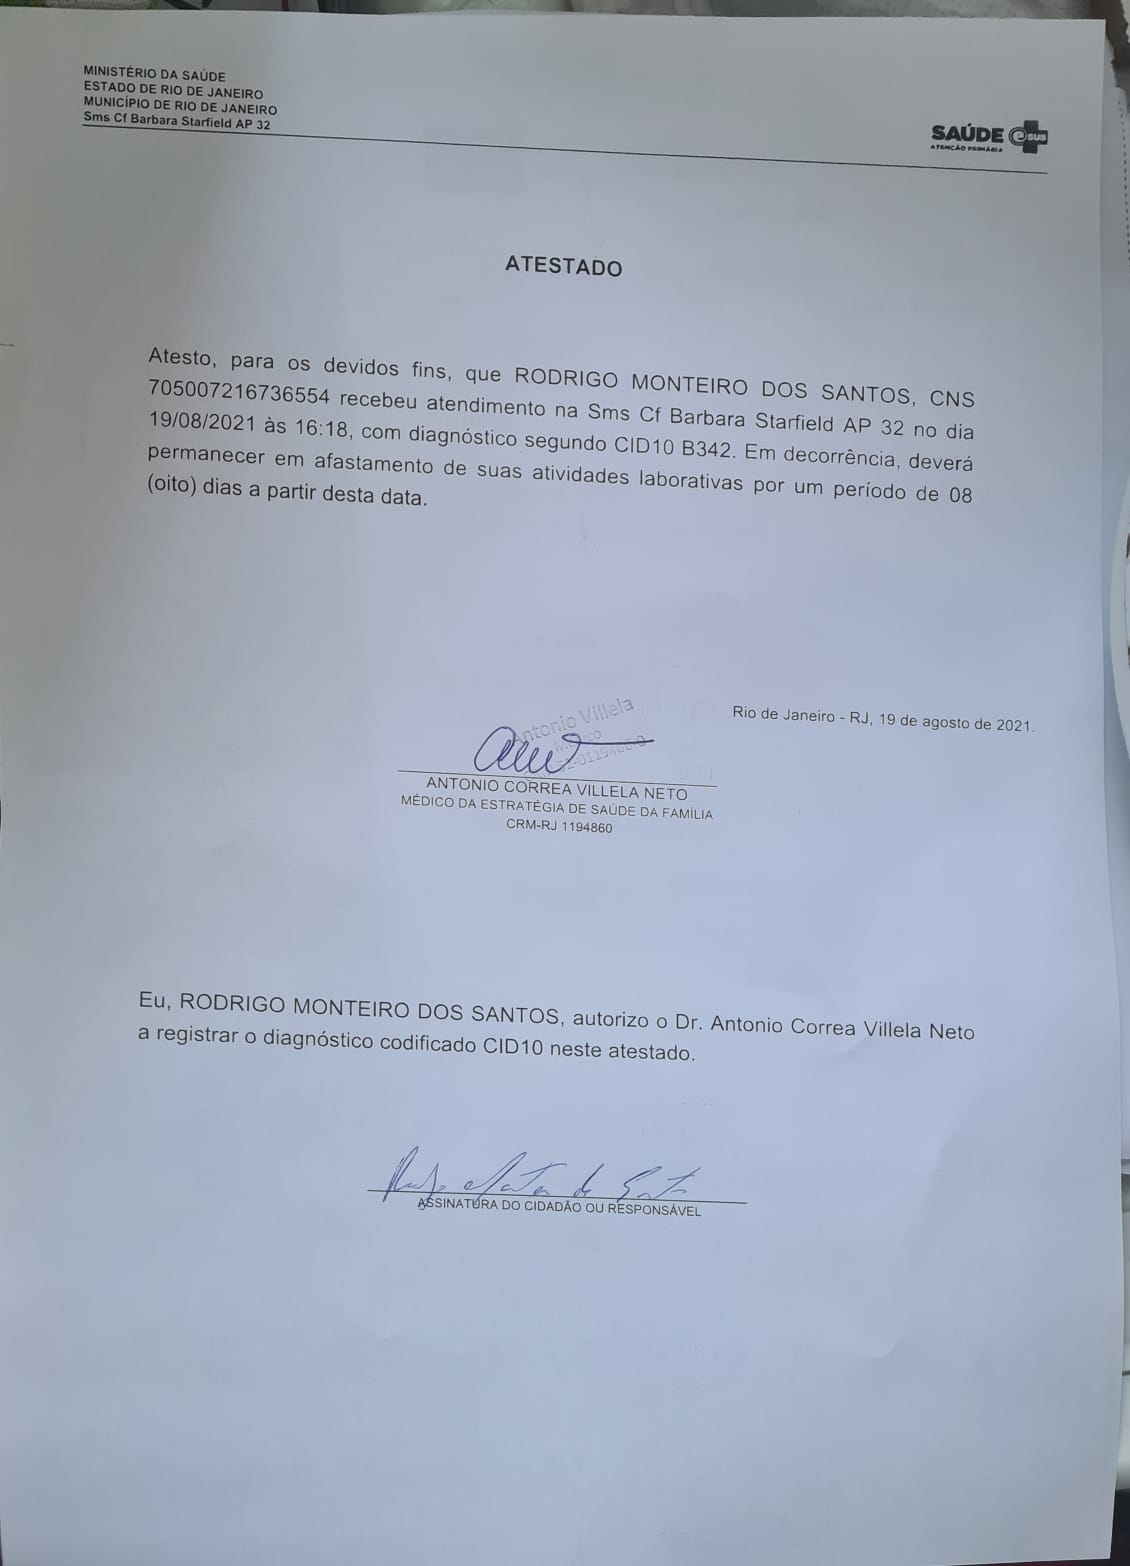 MINISTÉRIO DA SAÚDE
ESTADO DE RIO DE JANEIRO
MUNICÍPIO DE RIO DE JANEIRO
Sms Cf Barbara Starfield AP 32
SAÚDE e SUS
ATENÇÃO PRIMÁRIA
ATESTADO
Atesto, para os devidos fins, que RODRIGO MONTEIRO DOS SANTOS, CNS
705007216736554 recebeu atendimento na Sms Cf Barbara Starfield AP 32 no dia
19/08/2021 às 16:18, com diagnóstico segundo CID10 B342. Em decorrência, deverá
permanecer em afastamento de suas atividades laborativas por um período de 08
(oito) dias a partir desta data.
Rio de Janeiro - RJ, 19 de agosto de 2021.
Antonio Villela
Médico
ANTONIO CORREA VILLELA NETO
MÉDICO DA ESTRATÉGIA DE SAÚDE DA FAMÍLIA
CRM-RJ 1194860
Eu, RODRIGO MONTEIRO DOS SANTOS, autorizo o Dr. Antonio Correa Villela Neto
a registrar o diagnóstico codificado CID10 neste atestado.
ASSINATURA DO CIDADÃO OU RESPONSÁVEL